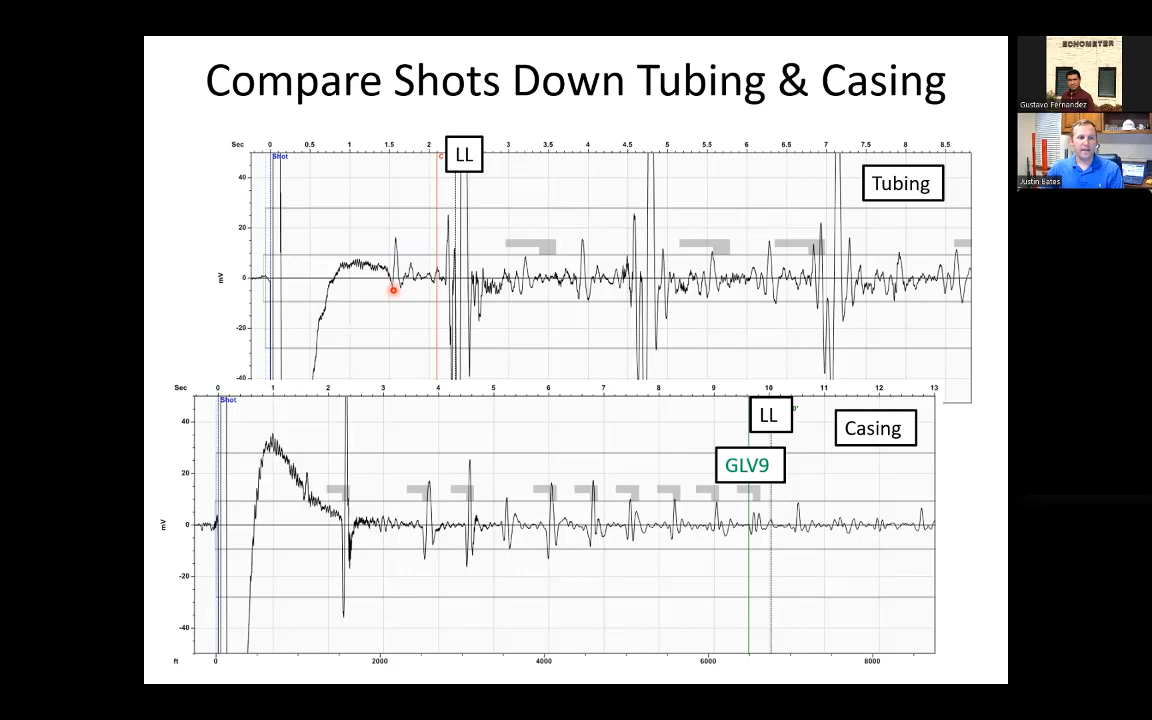 Compare Shots Down Tubing & Casing
ECHOMETER
Gustavo Fernandez
Justin Bates
Sec 0 0.5 1 1.5 2 3 3.5 4 4.5 5 5.5 6 6.5 7 7.5 8 8.5
LL
Shot
C
Tubing
40
20
0
-20
-40
mV
Sec 0 1 2 3 4 5 6 7 8 9 10 11 12 13
Shot
LL
0'
Casing
GLV9
40
20
0
-20
-40
mV
ft 0 2000 4000 6000 8000